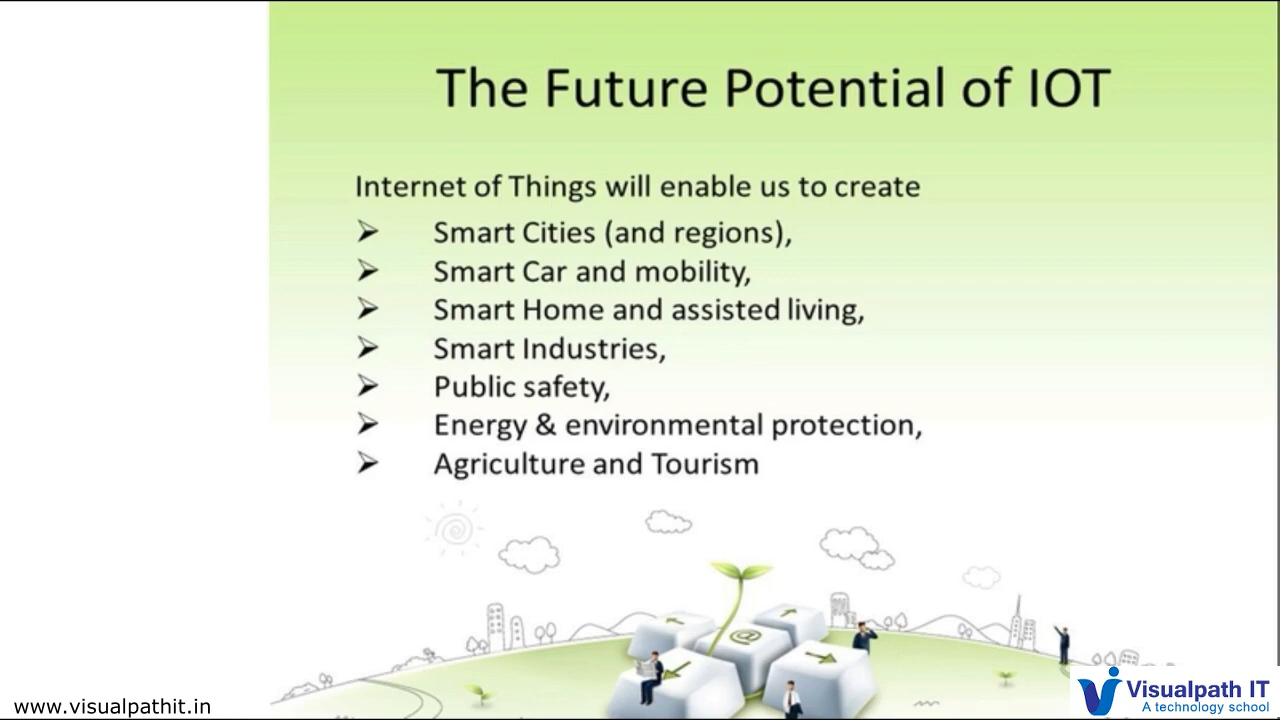 The Future Potential of IOT
Internet of Things will enable us to create
➢ Smart Cities (and regions),
➢ Smart Car and mobility,
➢ Smart Home and assisted living,
➢ Smart Industries,
➢ Public safety,
➢ Energy & environmental protection,
➢ Agriculture and Tourism
@
www.visualpathit.in
Visualpath IT
A technology school